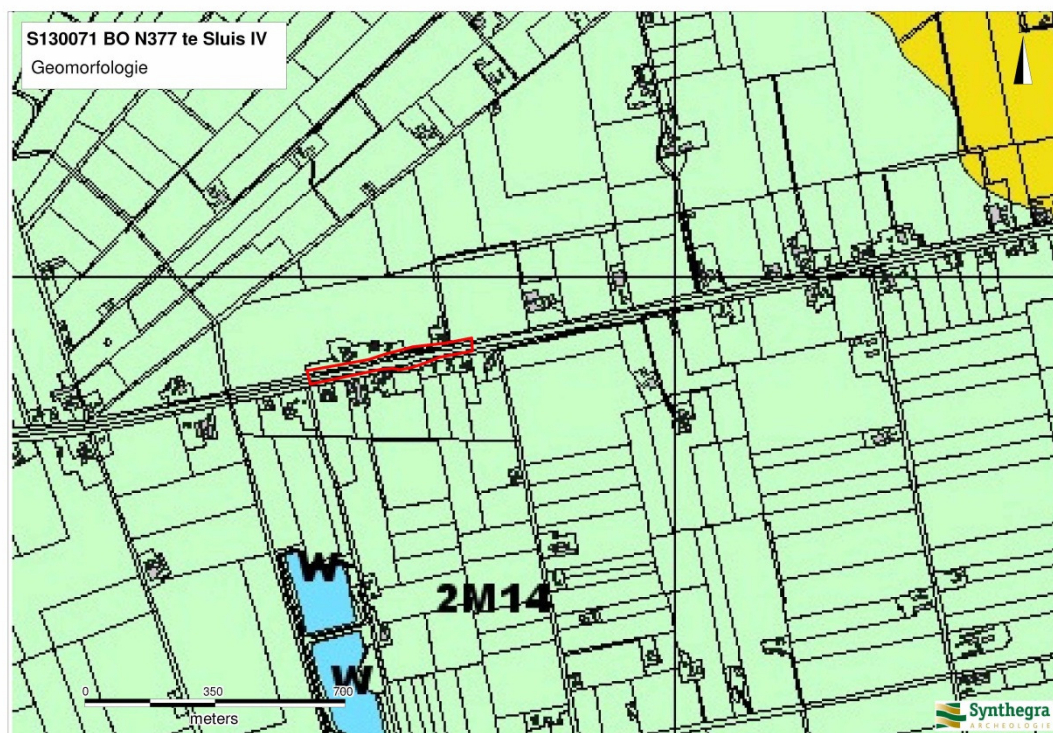 S130071 BO N377 te Sluis IV
Geomorfologie
W
2M14
W
0 350 700
meters
Synthegra
ARCHEOLOGIE